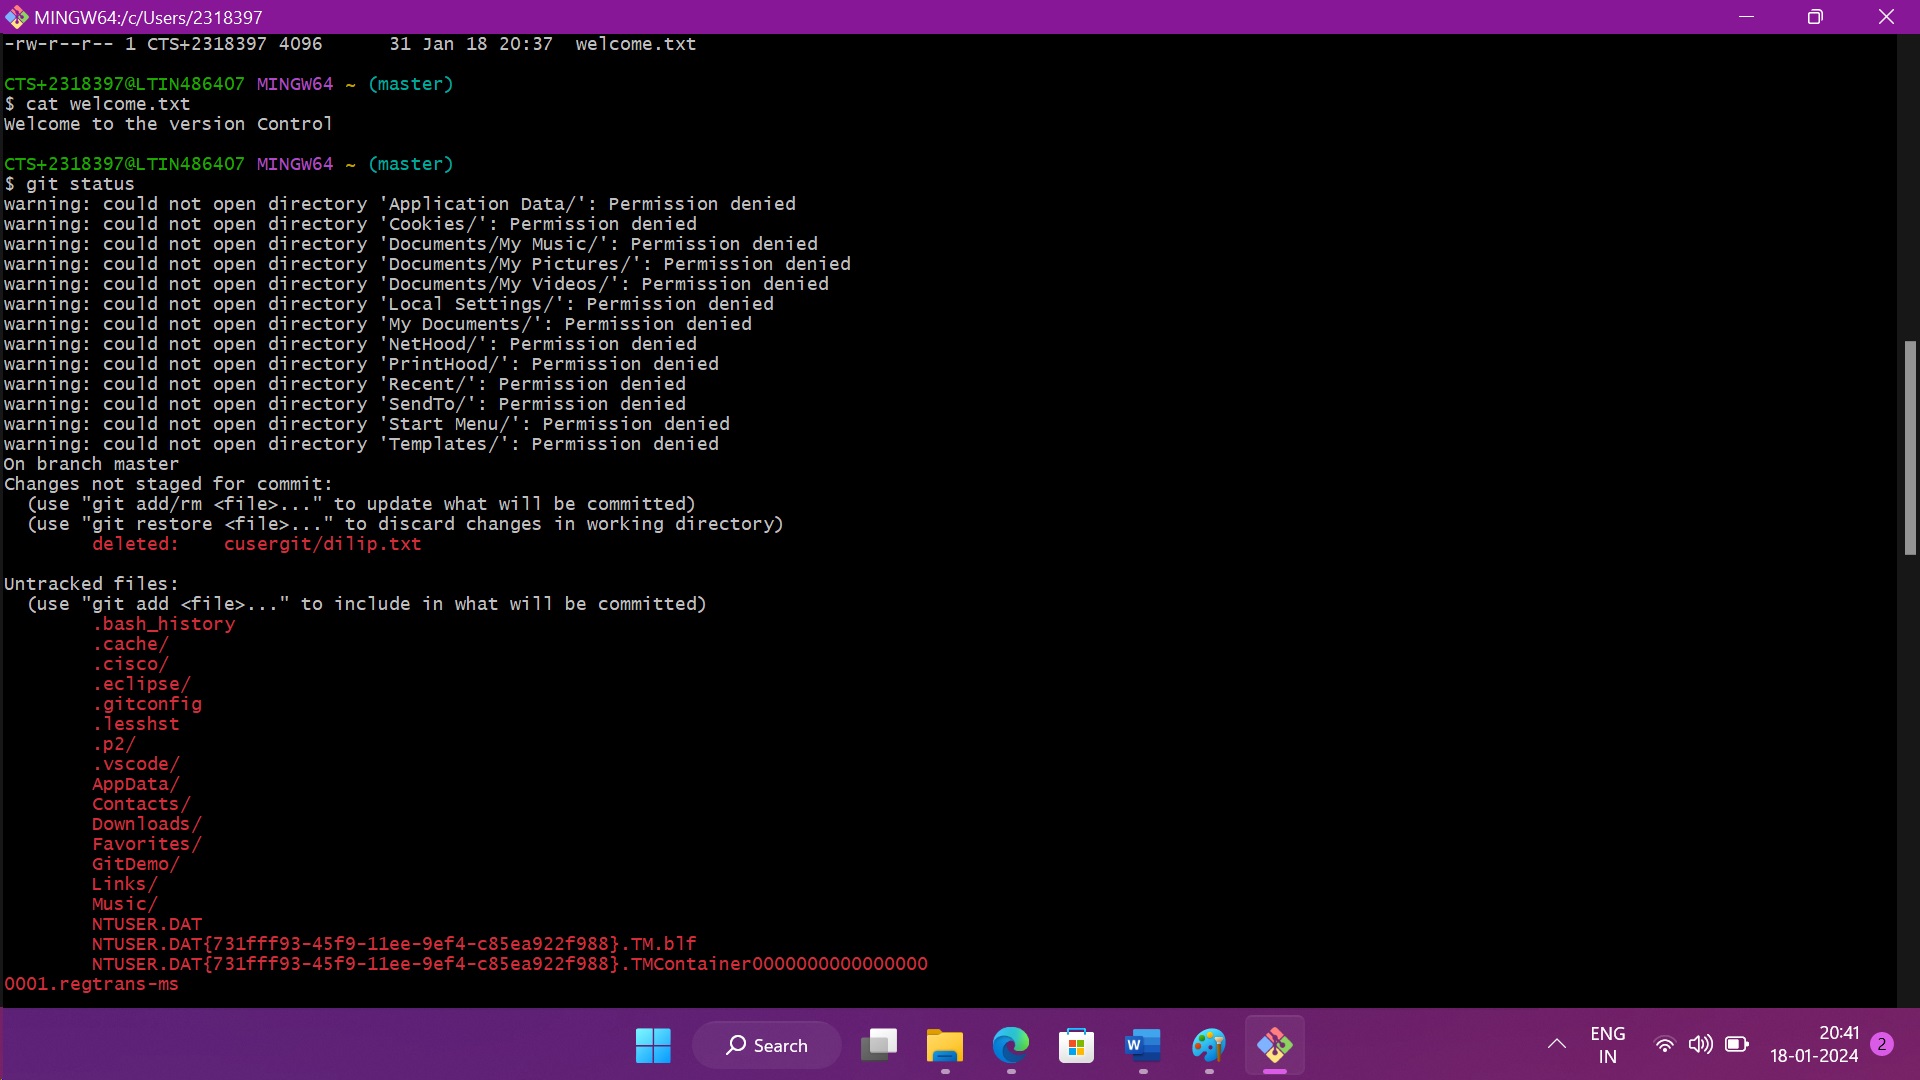 MINGW64:/c/Users/2318397
-rw-r--r-- 1 CTS+2318397 4096      31 Jan 18 20:37  welcome.txt
CTS+2318397@LTIN486407 MINGW64 ~ (master)
$ cat welcome.txt
Welcome to the version Control
CTS+2318397@LTIN486407 MINGW64 ~ (master)
$ git status
warning: could not open directory 'Application Data/': Permission denied
warning: could not open directory 'Cookies/': Permission denied
warning: could not open directory 'Documents/My Music/': Permission denied
warning: could not open directory 'Documents/My Pictures/': Permission denied
warning: could not open directory 'Documents/My Videos/': Permission denied
warning: could not open directory 'Local Settings/': Permission denied
warning: could not open directory 'My Documents/': Permission denied
warning: could not open directory 'NetHood/': Permission denied
warning: could not open directory 'PrintHood/': Permission denied
warning: could not open directory 'Recent/': Permission denied
warning: could not open directory 'SendTo/': Permission denied
warning: could not open directory 'Start Menu/': Permission denied
warning: could not open directory 'Templates/': Permission denied
On branch master
Changes not staged for commit:
  (use "git add/rm <file>..." to update what will be committed)
  (use "git restore <file>..." to discard changes in working directory)
        deleted:    cusergit/dilip.txt
Untracked files:
  (use "git add <file>..." to include in what will be committed)
        .bash_history
        .cache/
        .cisco/
        .eclipse/
        .gitconfig
        .lesshst
        .p2/
        .vscode/
        AppData/
        Contacts/
        Downloads/
        Favorites/
        GitDemo/
        Links/
        Music/
        NTUSER.DAT
        NTUSER.DAT{731fff93-45f9-11ee-9ef4-c85ea922f988}.TM.blf
        NTUSER.DAT{731fff93-45f9-11ee-9ef4-c85ea922f988}.TMContainer0000000000000000
0001.regtrans-ms
Search
W
ENG
IN
20:41
18-01-2024
2